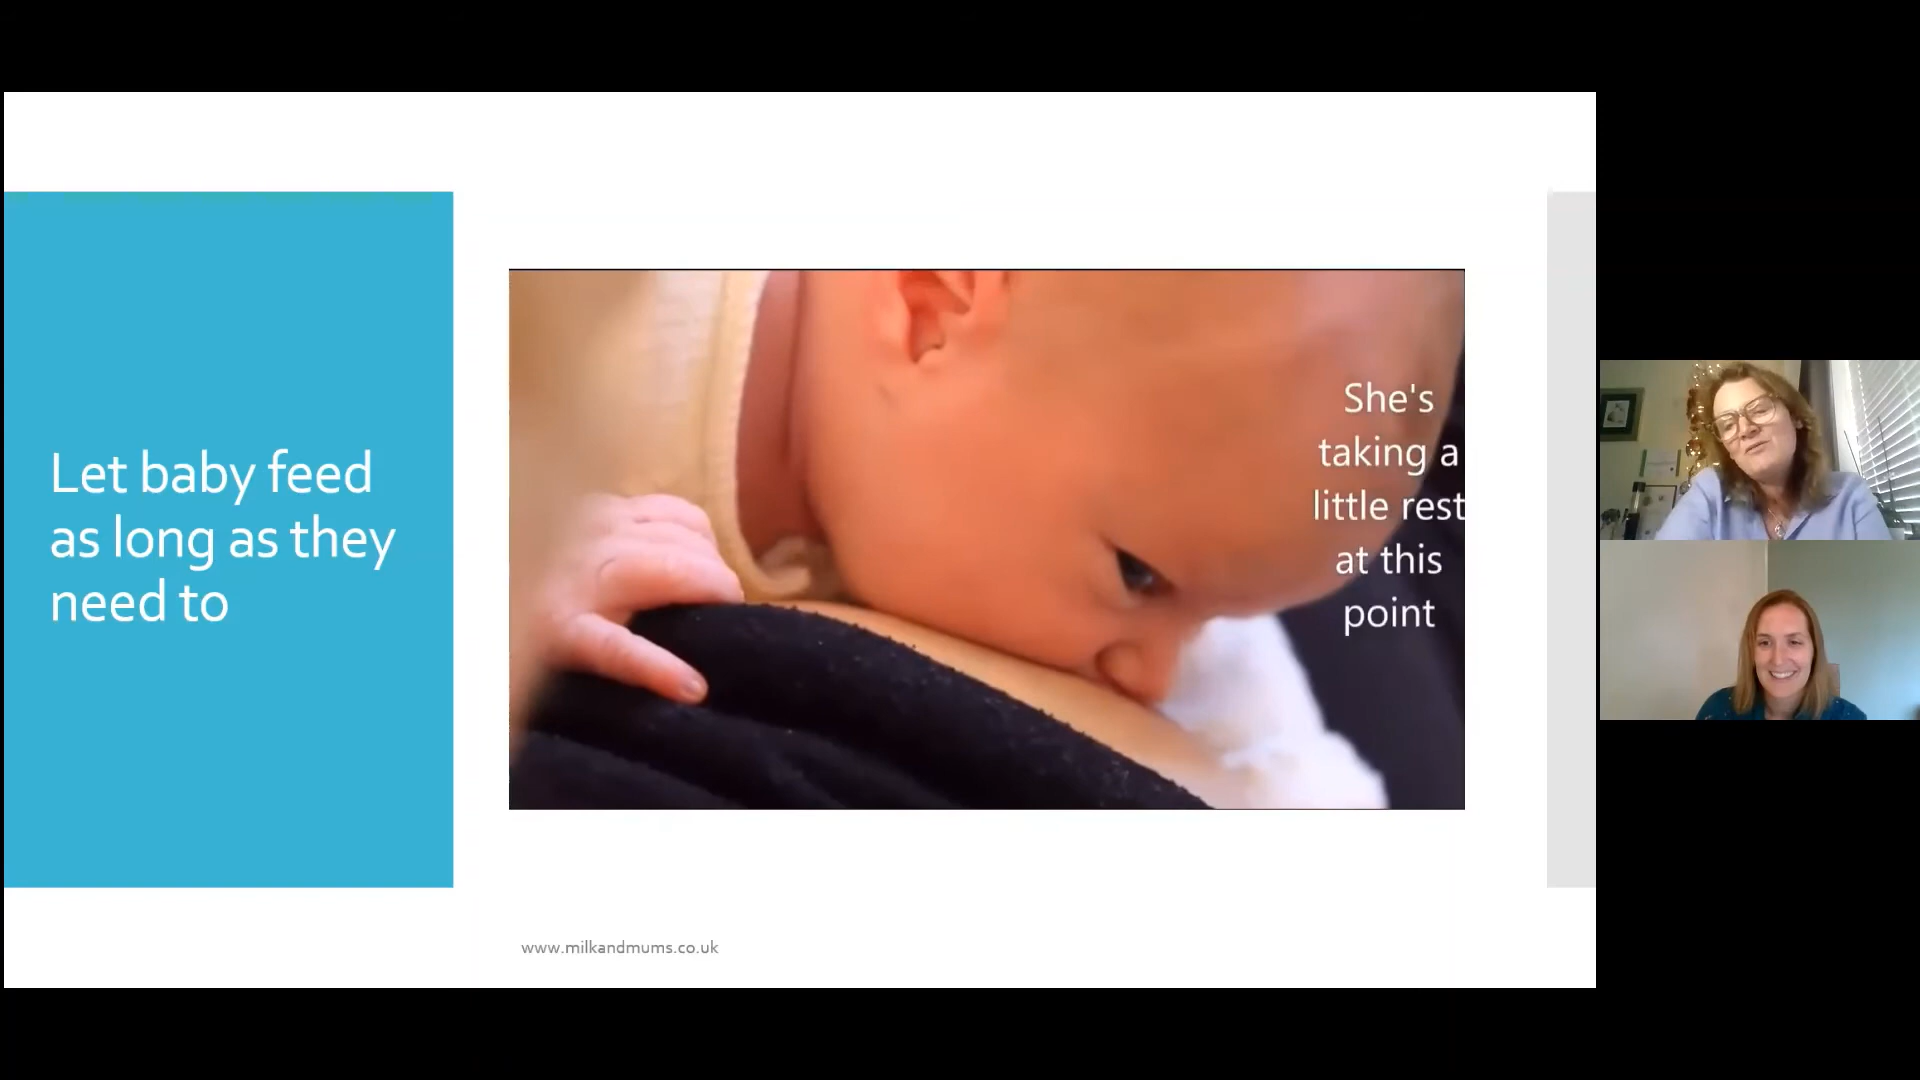 Let baby feed
as long as they
need to
She's
taking a
little rest
at this
point
www.milkandmums.co.uk